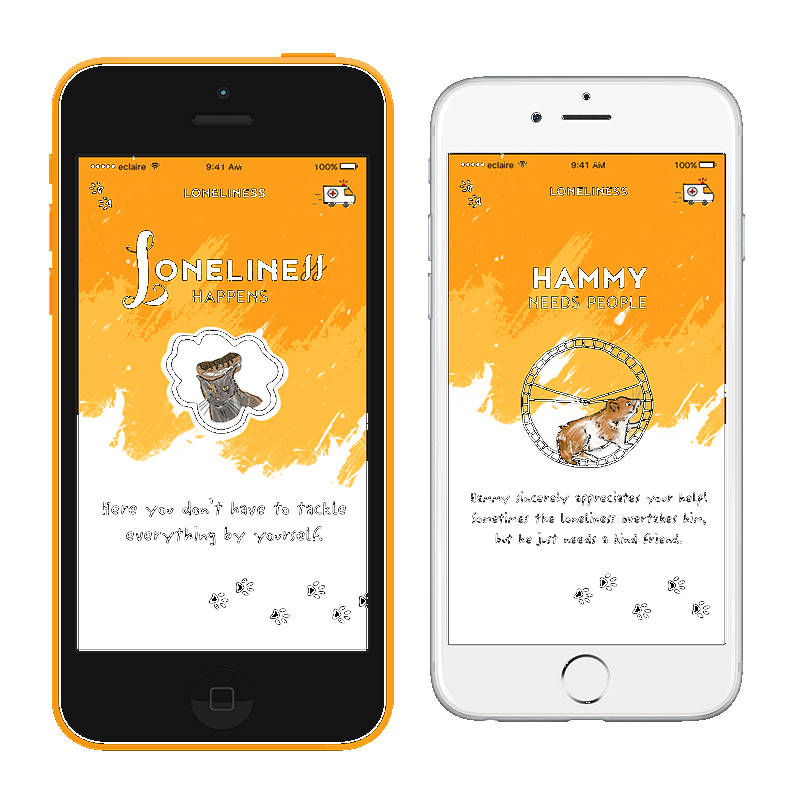 eclaire 9:41 AM 100%
LONELINESS
LONELINESS
HAPPENS
Here you don't have to tackle
everything by yourself.
eclaire 9:41 AM 100%
LONELINESS
HAMMY
NEEDS PEOPLE
Hammy sincerely appreciates your help!
Sometimes the loneliness overtakes him,
but he just needs a kind friend.